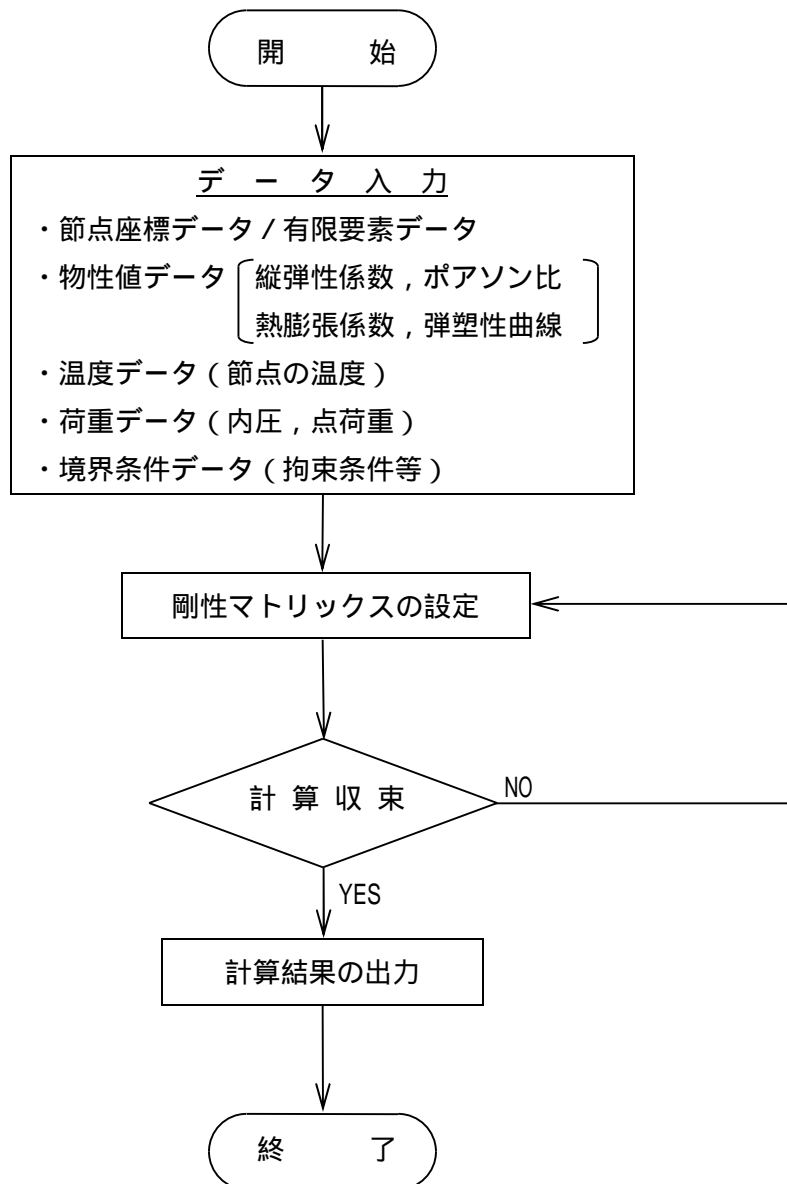 開　始
データ入力
・節点座標データ / 有限要素データ
・物性値データ 縦弾性係数，ポアソン比
熱膨張係数，弾塑性曲線
・温度データ ( 節点の温度 )
・荷重データ ( 内圧，点荷重 )
・境界条件データ ( 拘束条件等 )
剛性マトリックスの設定
計算収束
NO
YES
計算結果の出力
終　了